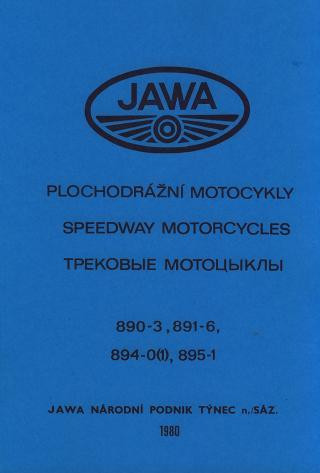 JAWA
PLOCHODRÁŽNÍ MOTOCYKLY
SPEEDWAY MOTORCYCLES
ТРЕКОВЫЕ МОТОЦЫКЛЫ
890-3, 891-6,
894-0(1), 895-1
JAWA NÁRODNÍ PODNIK TÝNEC n./SÁZ.
1980